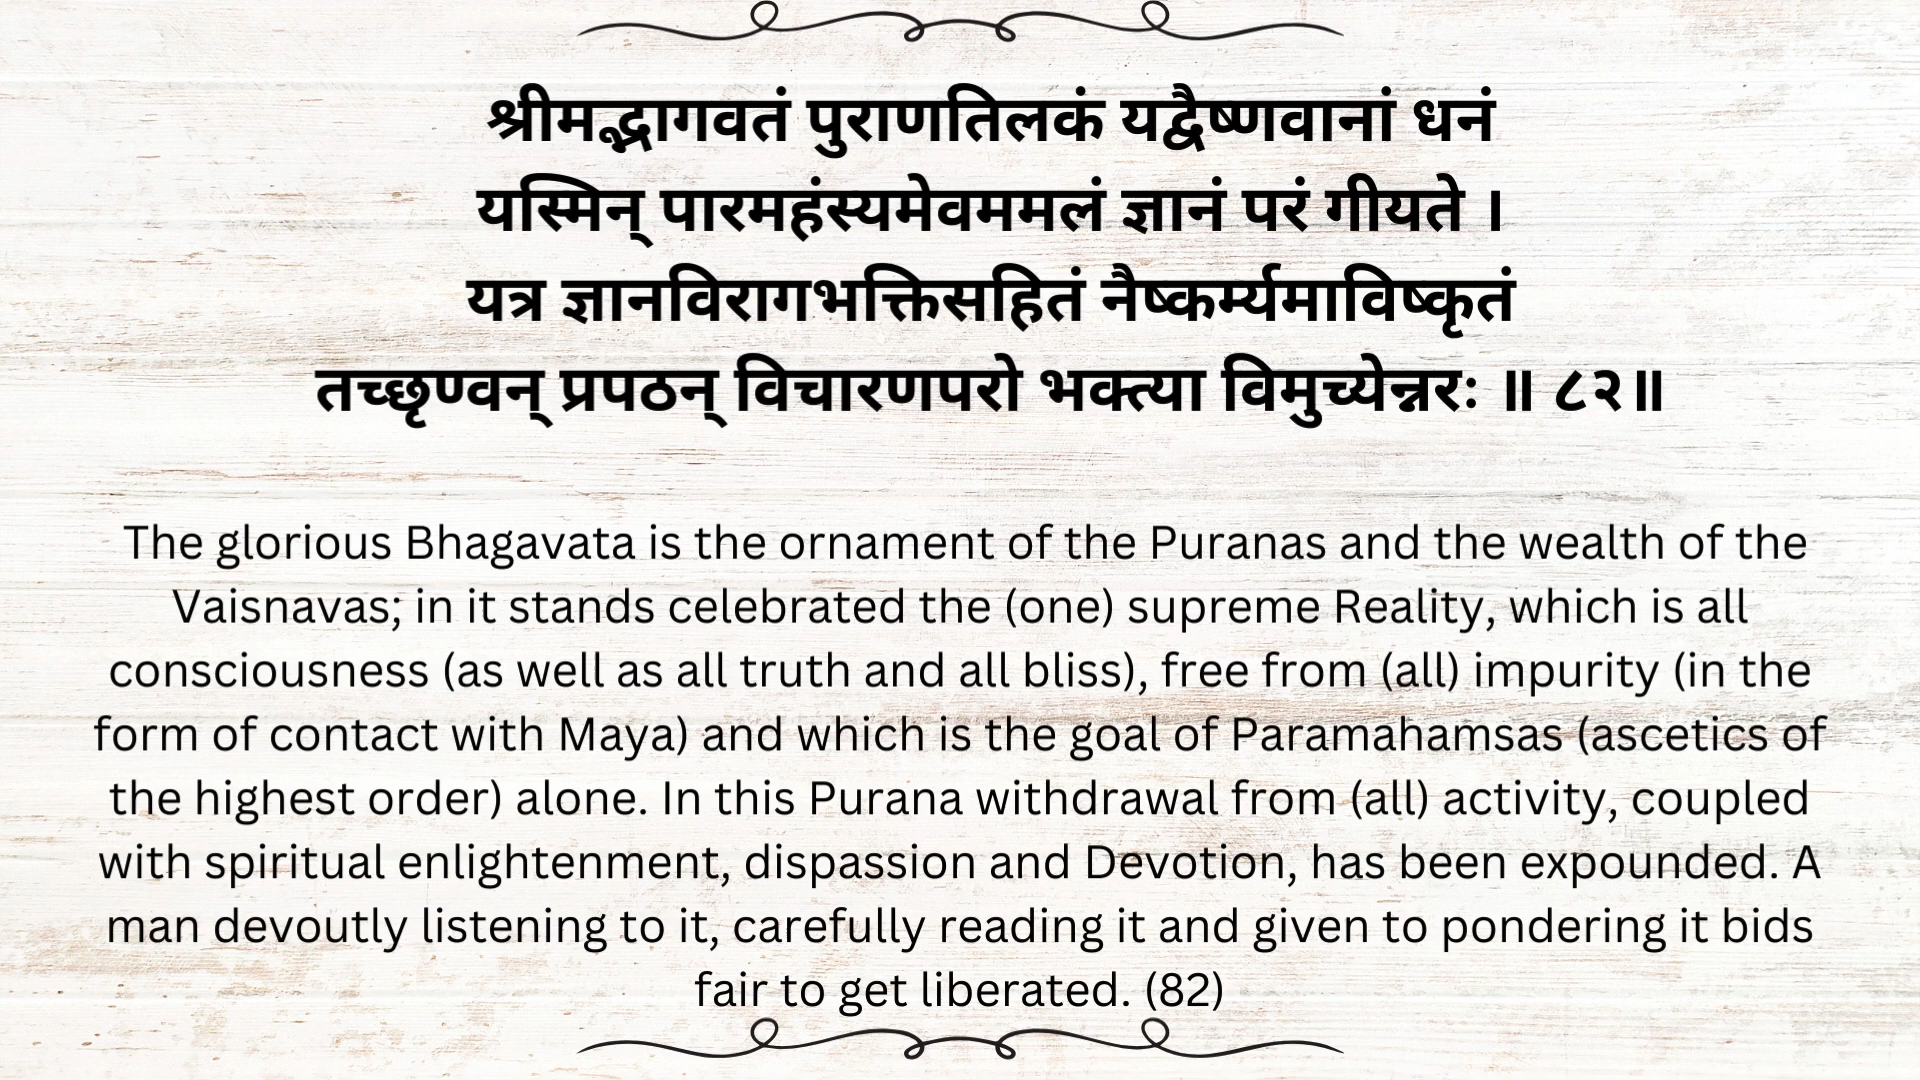 श्रीमद्भागवतं पुराणतिलकं यद्वैष्णवानां धनं
यस्मिन् पारमहंस्यमेवममलं ज्ञानं परं गीयते ।
यत्र ज्ञानविरागभक्तिसहितं नैष्कर्म्यमाविष्कृतं
तच्छृण्वन् प्रपठन् विचारणपरो भक्त्या विमुच्येन्नरः ॥ ८२॥
The glorious Bhagavata is the ornament of the Puranas and the wealth of the
Vaisnavas; in it stands celebrated the (one) supreme Reality, which is all
consciousness (as well as all truth and all bliss), free from (all) impurity (in the
form of contact with Maya) and which is the goal of Paramahamsas (ascetics of
the highest order) alone. In this Purana withdrawal from (all) activity, coupled
with spiritual enlightenment, dispassion and Devotion, has been expounded. A
man devoutly listening to it, carefully reading it and given to pondering it bids
fair to get liberated. (82)